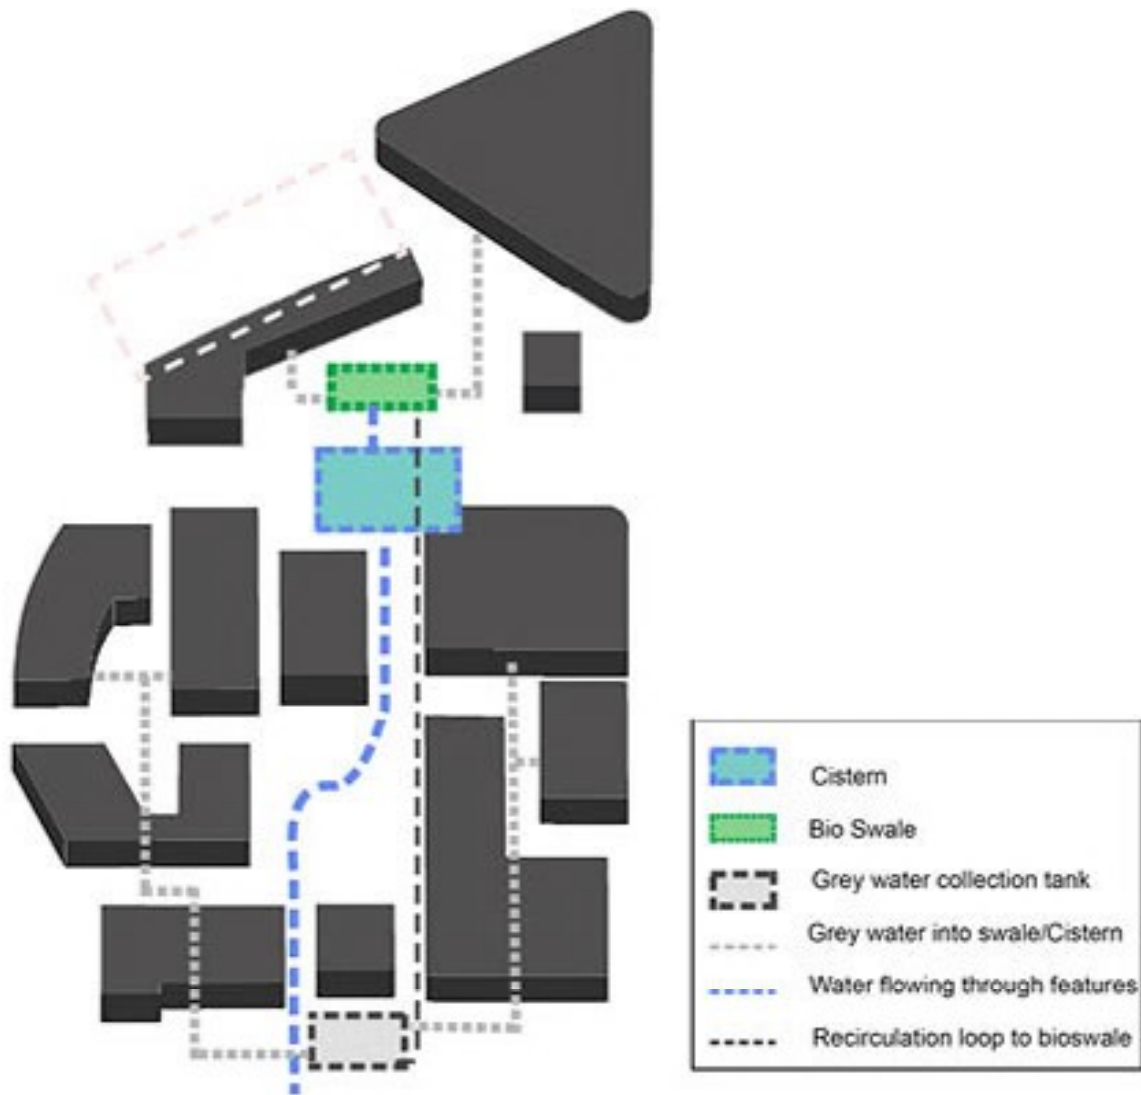 Cistern
Bio Swale
Grey water collection tank
Grey water into swale/Cistern
Water flowing through features
Recirculation loop to bioswale